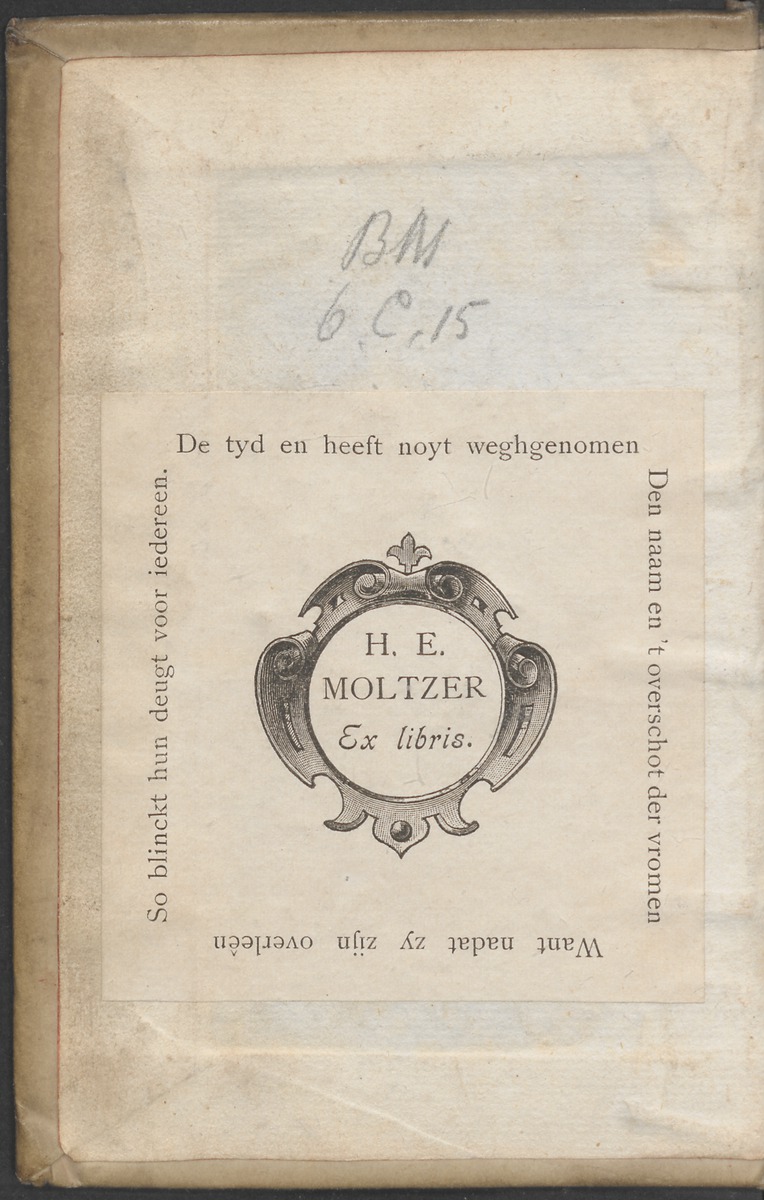 BM
6.C.15
De tyd en heeft noyt weghgenomen
Den naam en 't overschot der vromen
Want nadat zy zijn overleên
So blinckt hun deugt voor iedereen.
H. E.
MOLTZER
Ex libris.